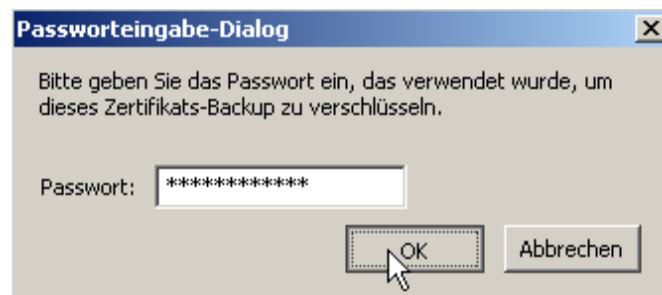 Passworteingabe-Dialog
Bitte geben Sie das Passwort ein, das verwendet wurde, um
dieses Zertifikats-Backup zu verschlüsseln.
Passwort: ************
OK Abbrechen